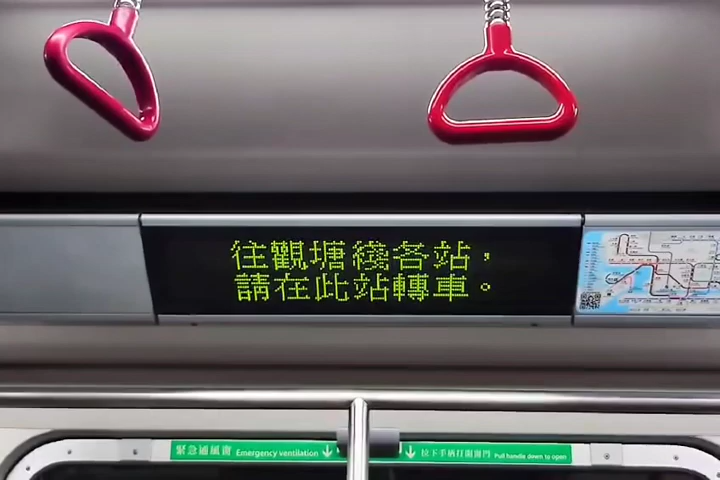 往觀塘綫各站，
請在此站轉車。
緊急通風窗 Emergency ventilation
拉下手柄打開窗門 Pull handle down to open